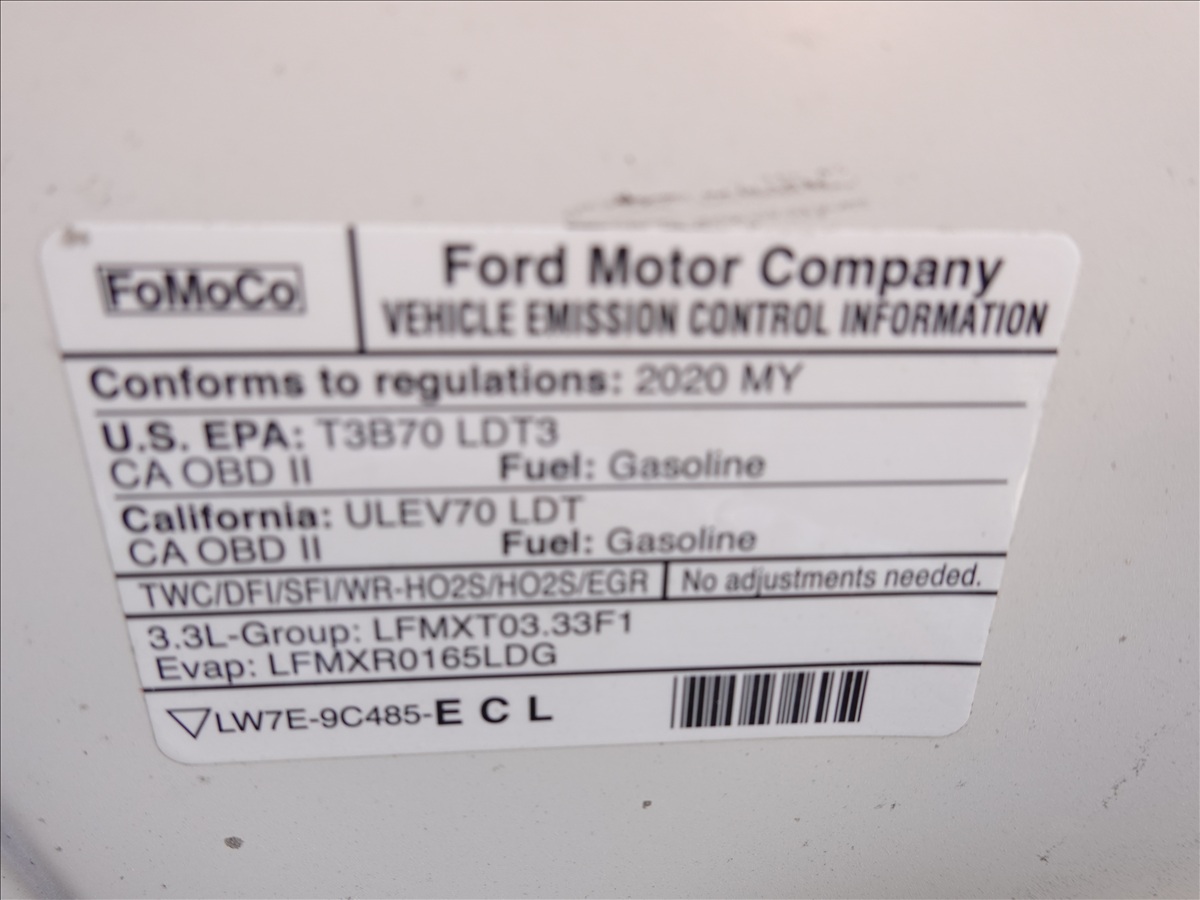 FoMoCo
Ford Motor Company
VEHICLE EMISSION CONTROL INFORMATION
Conforms to regulations: 2020 MY
U.S. EPA: T3B70 LDT3
CA OBD II Fuel: Gasoline
California: ULEV70 LDT
CA OBD II Fuel: Gasoline
TWC/DFI/SFI/WR-HO2S/HO2S/EGR No adjustments needed.
3.3L-Group: LFMXT03.33F1
Evap: LFMXR0165LDG
LW7E-9C485-E C L